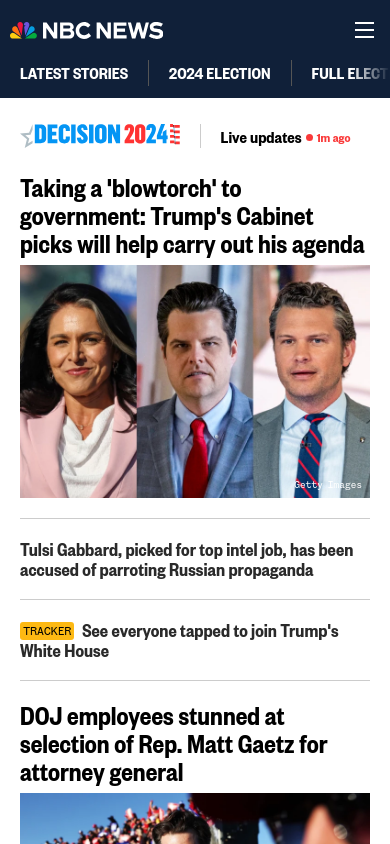 NBC NEWS
LATEST STORIES
2024 ELECTION
FULL ELECT
DECISION 2024
Live updates
1m ago
Taking a 'blowtorch' to
government: Trump's Cabinet
picks will help carry out his agenda
Getty Images
Tulsi Gabbard, picked for top intel job, has been
accused of parroting Russian propaganda
TRACKER See everyone tapped to join Trump's
White House
DOJ employees stunned at
selection of Rep. Matt Gaetz for
attorney general